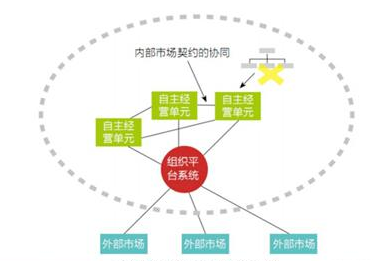 内部市场契约的协同
自主经
营单元
自主经
营单元
自主经
营单元
组织平
台系统
外部市场
外部市场
外部市场